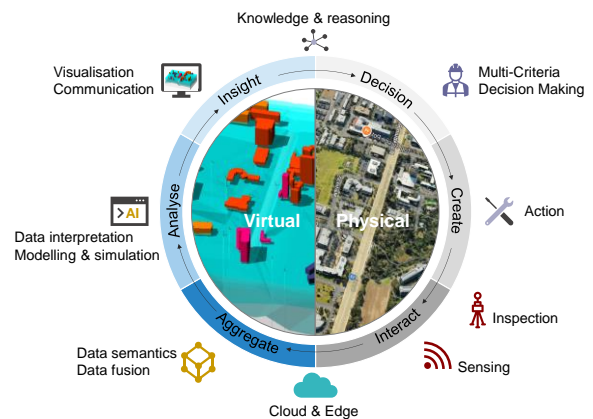 Knowledge & reasoning
Visualisation
Communication
Insight
Decision
Multi-Criteria
Decision Making
>AI
Analyse
Virtual
Physical
Create
Action
Data interpretation
Modelling & simulation
Aggregate
Interact
Inspection
Data semantics
Data fusion
Sensing
Cloud & Edge